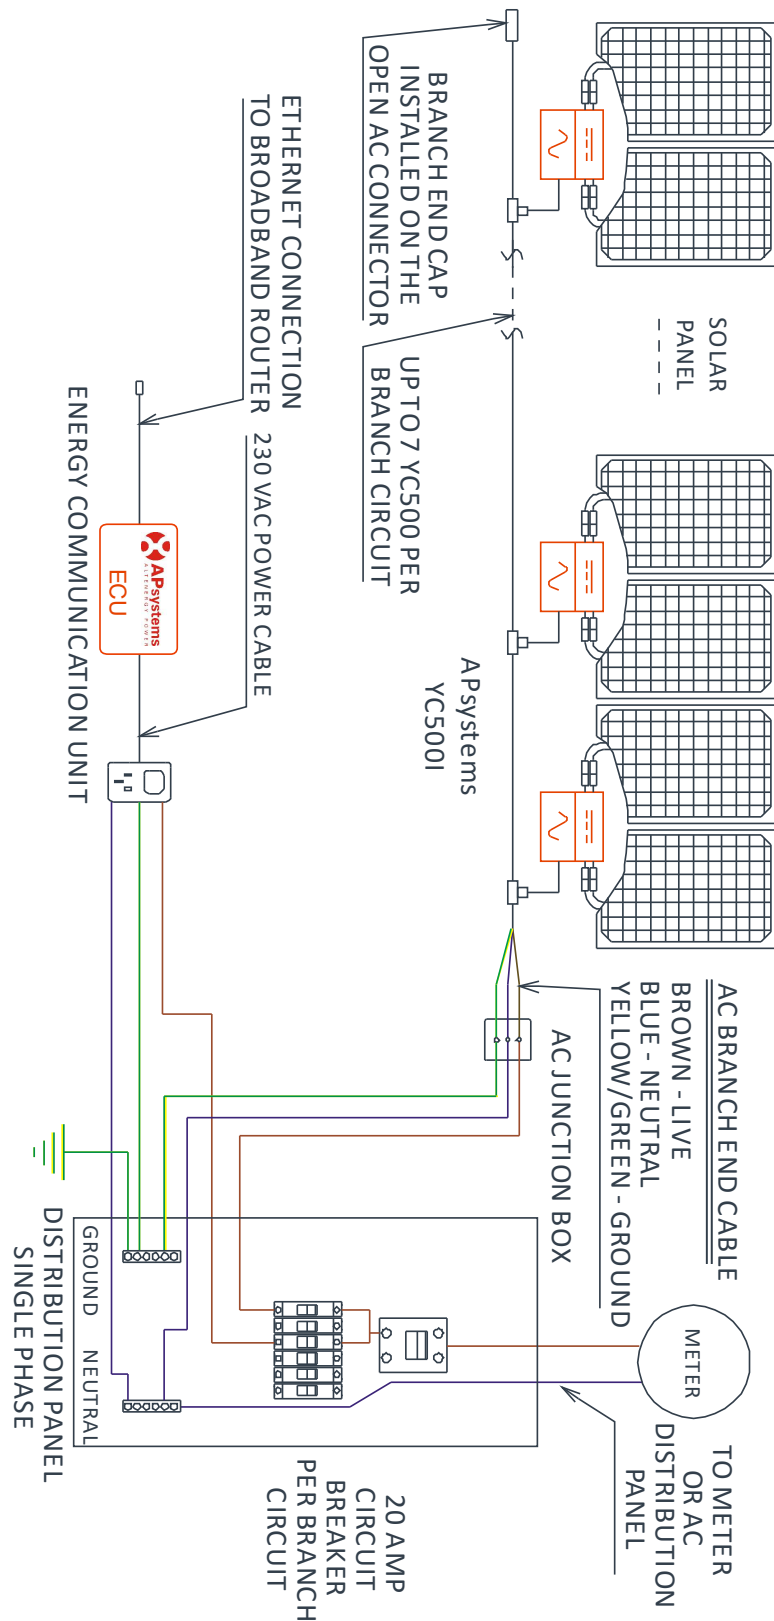 SOLAR
PANEL
BRANCH END CAP
INSTALLED ON THE
OPEN AC CONNECTOR
UP TO 7 YC500 PER
BRANCH CIRCUIT
APsystems
YC500I
AC BRANCH END CABLE
BROWN - LIVE
BLUE - NEUTRAL
YELLOW/GREEN - GROUND
AC JUNCTION BOX
METER
TO METER
OR AC
DISTRIBUTION
PANEL
ETHERNET CONNECTION
TO BROADBAND ROUTER
230 VAC POWER CABLE
APsystems
ALTENERGY POWER
ECU
ENERGY COMMUNICATION UNIT
GROUND
NEUTRAL
DISTRIBUTION PANEL
SINGLE PHASE
20 AMP
CIRCUIT
BREAKER
PER BRANCH
CIRCUIT